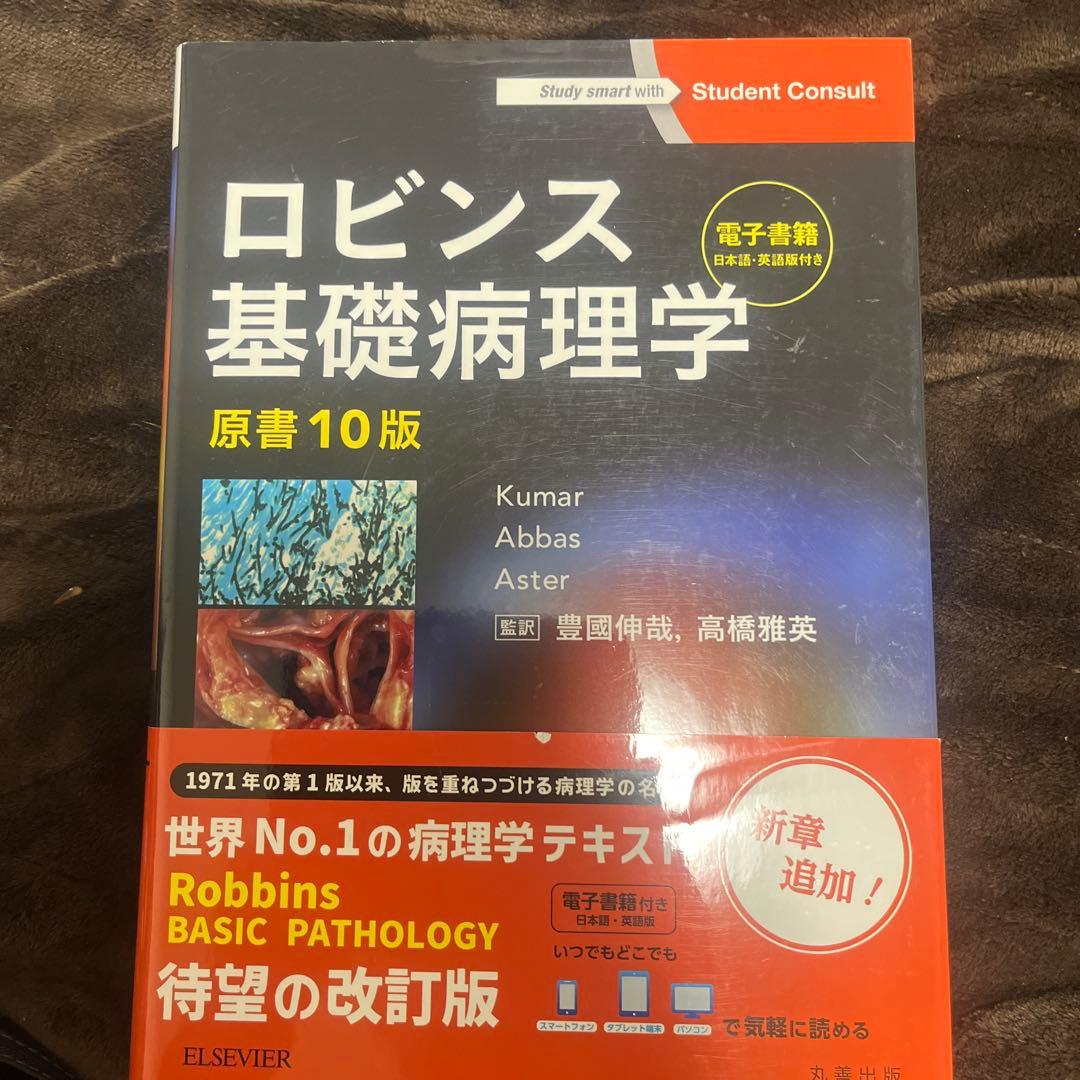 Study smart with Student Consult
ロビンス
電子書籍
日本語・英語版付き
基礎病理学
原書10版
Kumar
Abbas
Aster
監訳 豊國伸哉, 高橋雅英
1971年の第1版以来、版を重ねつづける病理学の名
新章
追加!
世界No.1の病理学テキスト
Robbins
BASIC PATHOLOGY
待望の改訂版
電子書籍付き
日本語・英語版
いつでもどこでも
スマートフォン タブレット端末 パソコン で気軽に読める
ELSEVIER
丸善出版